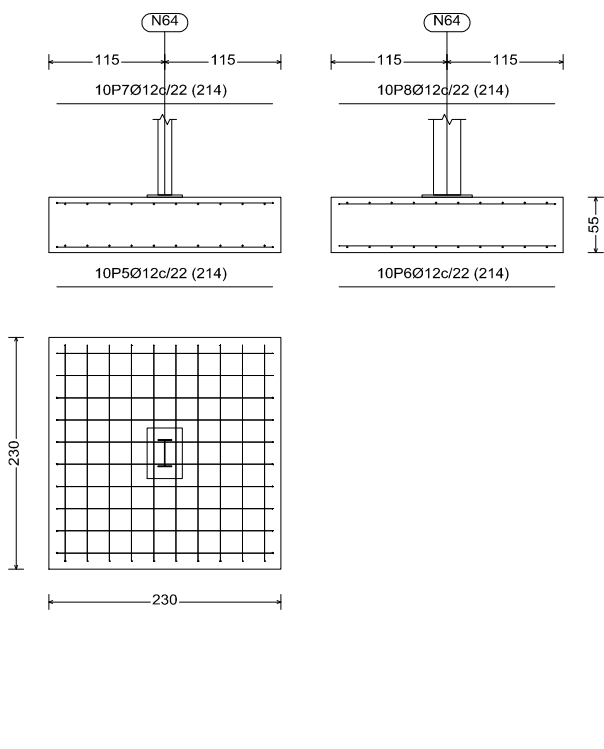 N64
N64
115 115
115 115
10P7Ø12c/22 (214)
10P8Ø12c/22 (214)
55
10P5Ø12c/22 (214)
10P6Ø12c/22 (214)
230
230